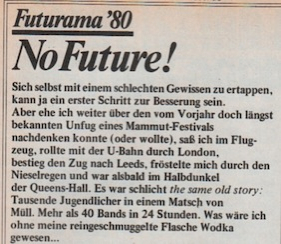 Futurama '80
No Future!
Sich selbst mit einem schlechten Gewissen zu ertappen,
kann ja ein erster Schritt zur Besserung sein.
Aber ehe ich weiter über den vom Vorjahr doch längst
bekannten Unfug eines Mammut-Festivals
nachdenken konnte (oder wollte), saß ich im Flug-
zeug, rollte mit der U-Bahn durch London,
bestieg den Zug nach Leeds, fröstelte mich durch den
Nieselregen und war alsbald im Halbdunkel
der Queens-Hall. Es war schlicht the same old story:
Tausende Jugendlicher in einem Matsch von
Müll. Mehr als 40 Bands in 24 Stunden. Was wäre ich
ohne meine reingeschmuggelte Flasche Wodka
gewesen...